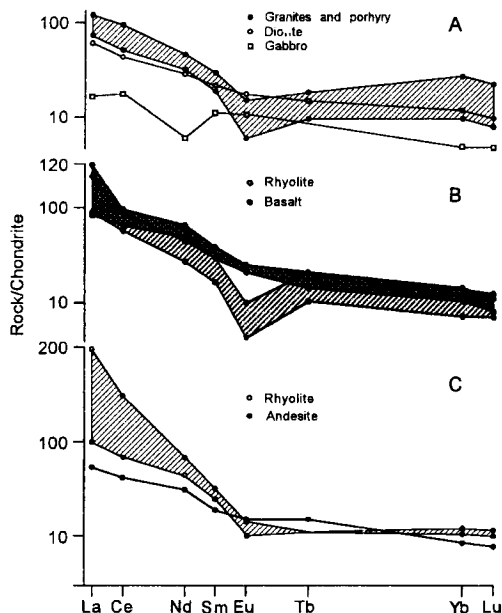 100
10
A
Granites and porhyry
Gabbro
120
100
10
B
Rhyolite
Basalt
Rock/Chondrite
200
100
10
C
Rhyolite
Andesite
La Ce Nd Sm Eu Tb Yb Lu